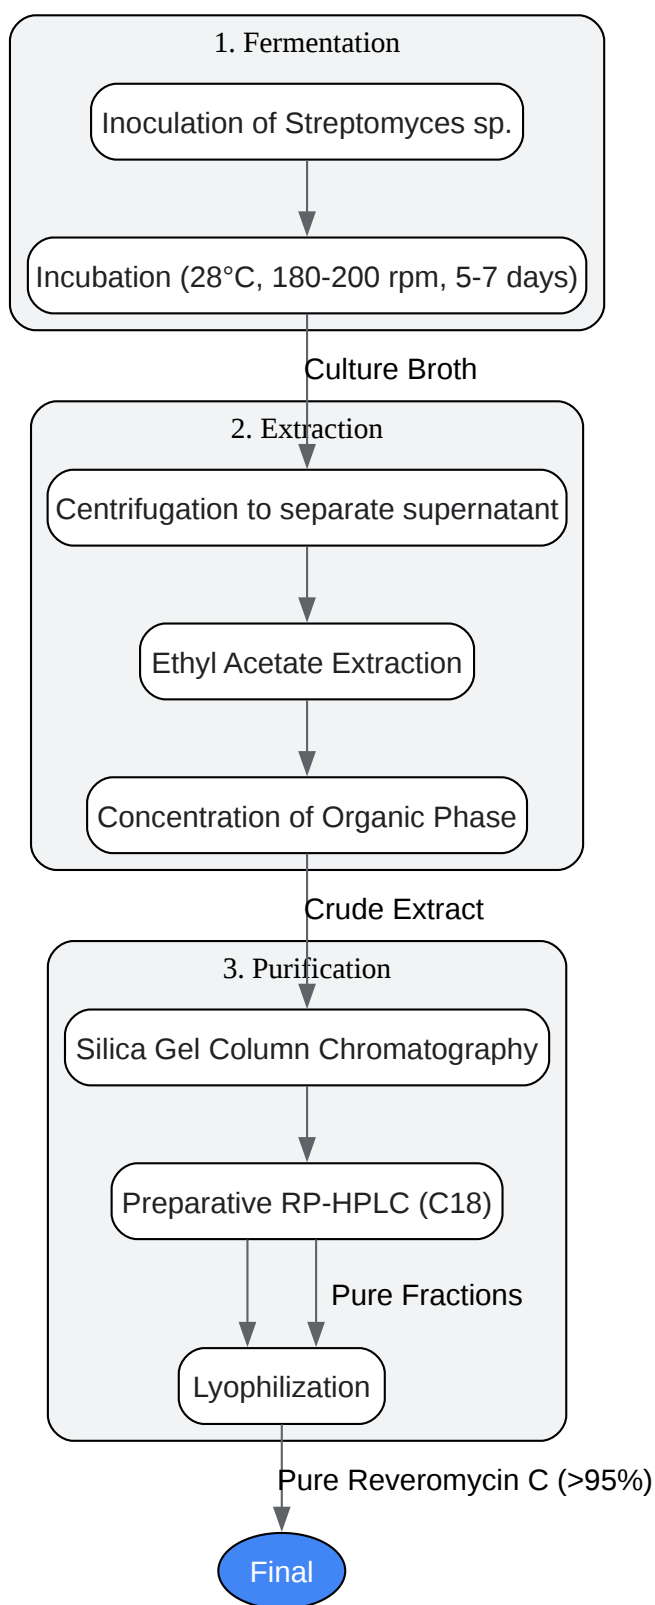 1. Fermentation
Inoculation of Streptomyces sp.
Incubation (28°C, 180-200 rpm, 5-7 days)
Culture Broth
2. Extraction
Centrifugation to separate supernatant
Ethyl Acetate Extraction
Concentration of Organic Phase
Crude Extract
3. Purification
Silica Gel Column Chromatography
Preparative RP-HPLC (C18)
Pure Fractions
Lyophilization
Pure Reveromycin C (>95%)
Final